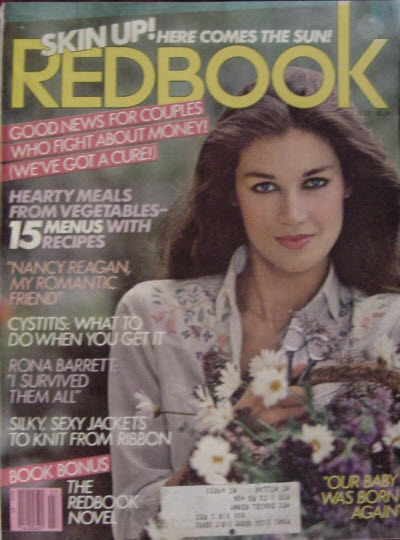 SKIN UP! HERE COMES THE SUN!
REDBOOK
GOOD NEWS FOR COUPLES
WHO FIGHT ABOUT MONEY!
(WE'VE GOT A CURE!)
HEARTY MEALS
FROM VEGETABLES–
15 MENUS WITH
RECIPES
"NANCY REAGAN,
MY ROMANTIC
FRIEND"
CYSTITIS: WHAT TO
DO WHEN YOU GET IT
RONA BARRETT:
"I SURVIVED
THEM ALL"
SILKY, SEXY JACKETS
TO KNIT FROM RIBBON
BOOK BONUS
THE
REDBOOK
NOVEL
"OUR BABY
WAS BORN
AGAIN"